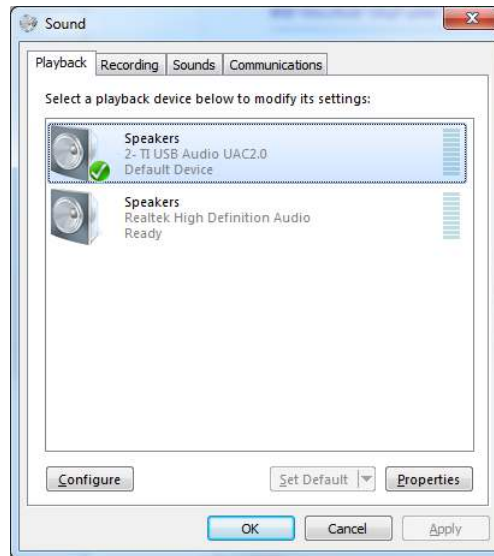 Sound
Playback Recording Sounds Communications
Select a playback device below to modify its settings:
Speakers
2- TI USB Audio UAC2.0
Default Device
Speakers
Realtek High Definition Audio
Ready
Configure Set Default Properties
OK Cancel Apply